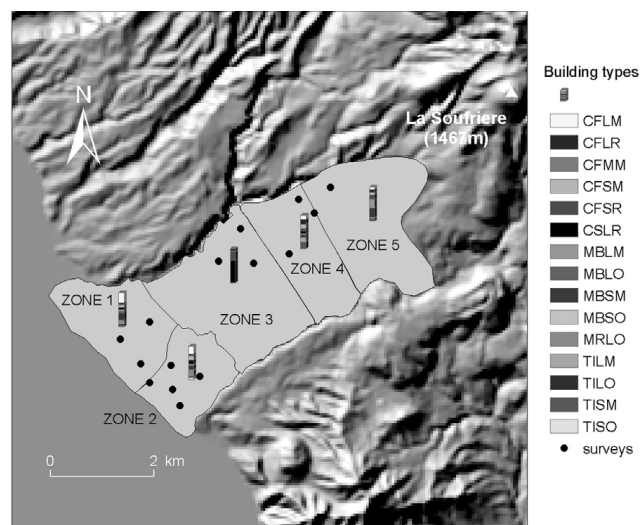 N
La Soufriere
(1467m)
ZONE 5
ZONE 4
ZONE 1
ZONE 3
ZONE 2
0 2 km
Building types
CFLM
CFLR
CFMM
CFSM
CFSR
CSLR
MBLM
MBLO
MBSM
MBSO
MRLO
TILM
TILO
TISM
TISO
surveys